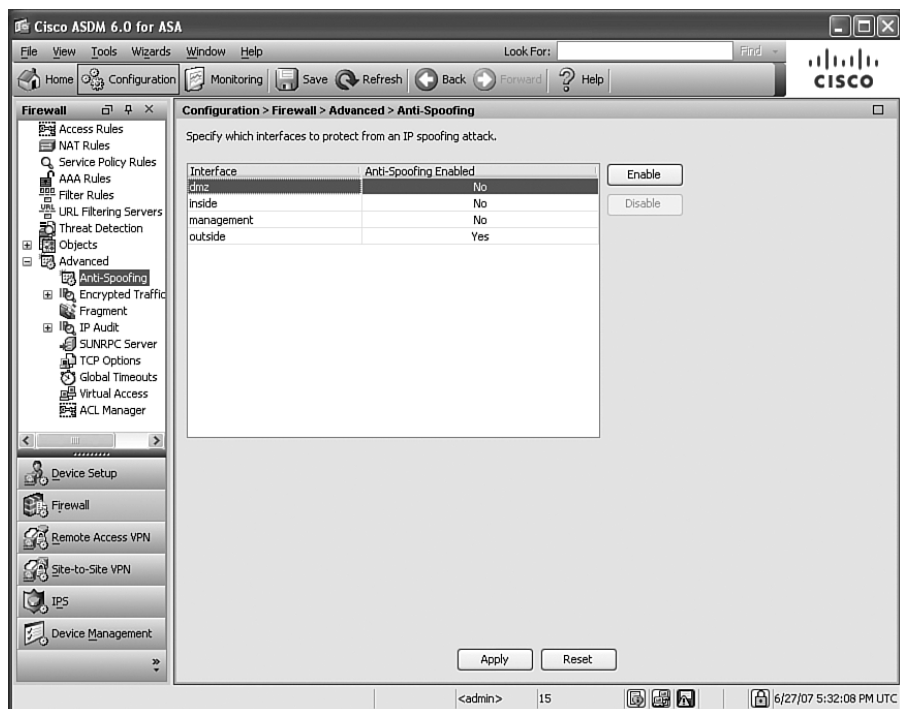 Cisco ASDM 6.0 for ASA
File View Tools Wizards Window Help Look For: Find
Home Configuration Monitoring Save Refresh Back Forward Help
CISCO
Firewall
Access Rules
NAT Rules
Service Policy Rules
AAA Rules
Filter Rules
URL Filtering Servers
Threat Detection
Objects
Advanced
Anti-Spoofing
Encrypted Traffic
Fragment
IP Audit
SUNRPC Server
TCP Options
Global Timeouts
Virtual Access
ACL Manager
Device Setup
Firewall
Remote Access VPN
Site-to-Site VPN
IPS
Device Management
Configuration > Firewall > Advanced > Anti-Spoofing
Specify which interfaces to protect from an IP spoofing attack.
Interface Anti-Spoofing Enabled
dmz No
inside No
management No
outside Yes
Enable
Disable
Apply Reset
<admin> 15 6/27/07 5:32:08 PM UTC